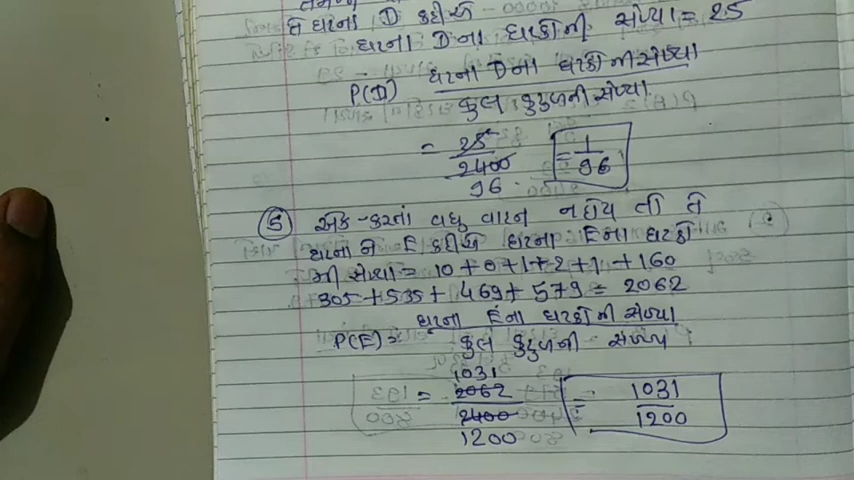 તે ઘટના D કહીએ
ઘટના D ના ઘટકોની સંખ્યા = 25
P(D) ઘટના D ના ઘટકોની સંખ્યા
કુલ કુટુંબની સંખ્યા
= 25
2400
96
= 1
96
(5) એક કરતાં વધુ વાહન ન હોય તો તે
ઘટના ને E કહીએ ઘટના E ના ઘટકો
ની સંખ્યા = 10 + 0 + 1 + 2 + 1 + 160
305 + 535 + 469 + 579 = 2062
P(E) = ઘટના E ના ઘટકોની સંખ્યા
કુલ કુટુંબની સંખ્યા
1031
= 2062
2400
1200
= 1031
1200